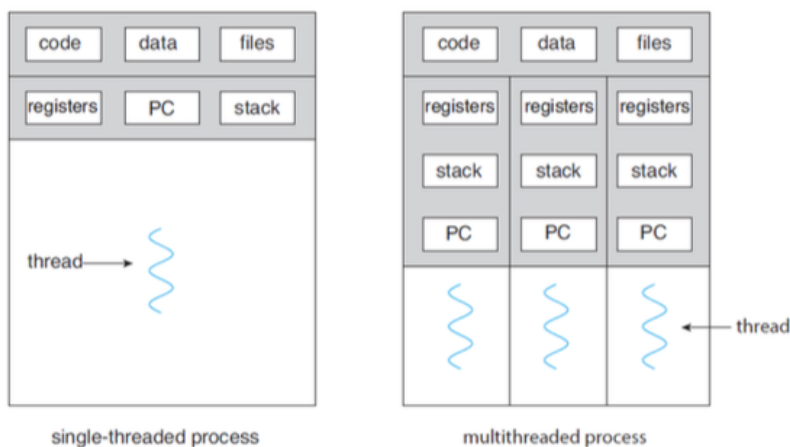 code data files
registers PC stack
thread
single-threaded process
code data files
registers registers registers
stack stack stack
PC PC PC
thread
multithreaded process